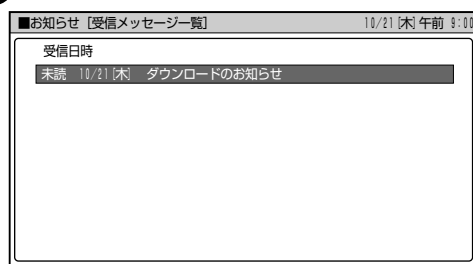 ■お知らせ [受信メッセージ一覧] 10/21[木]午前 9:00
受信日時
未読 10/21[木] ダウンロードのお知らせ